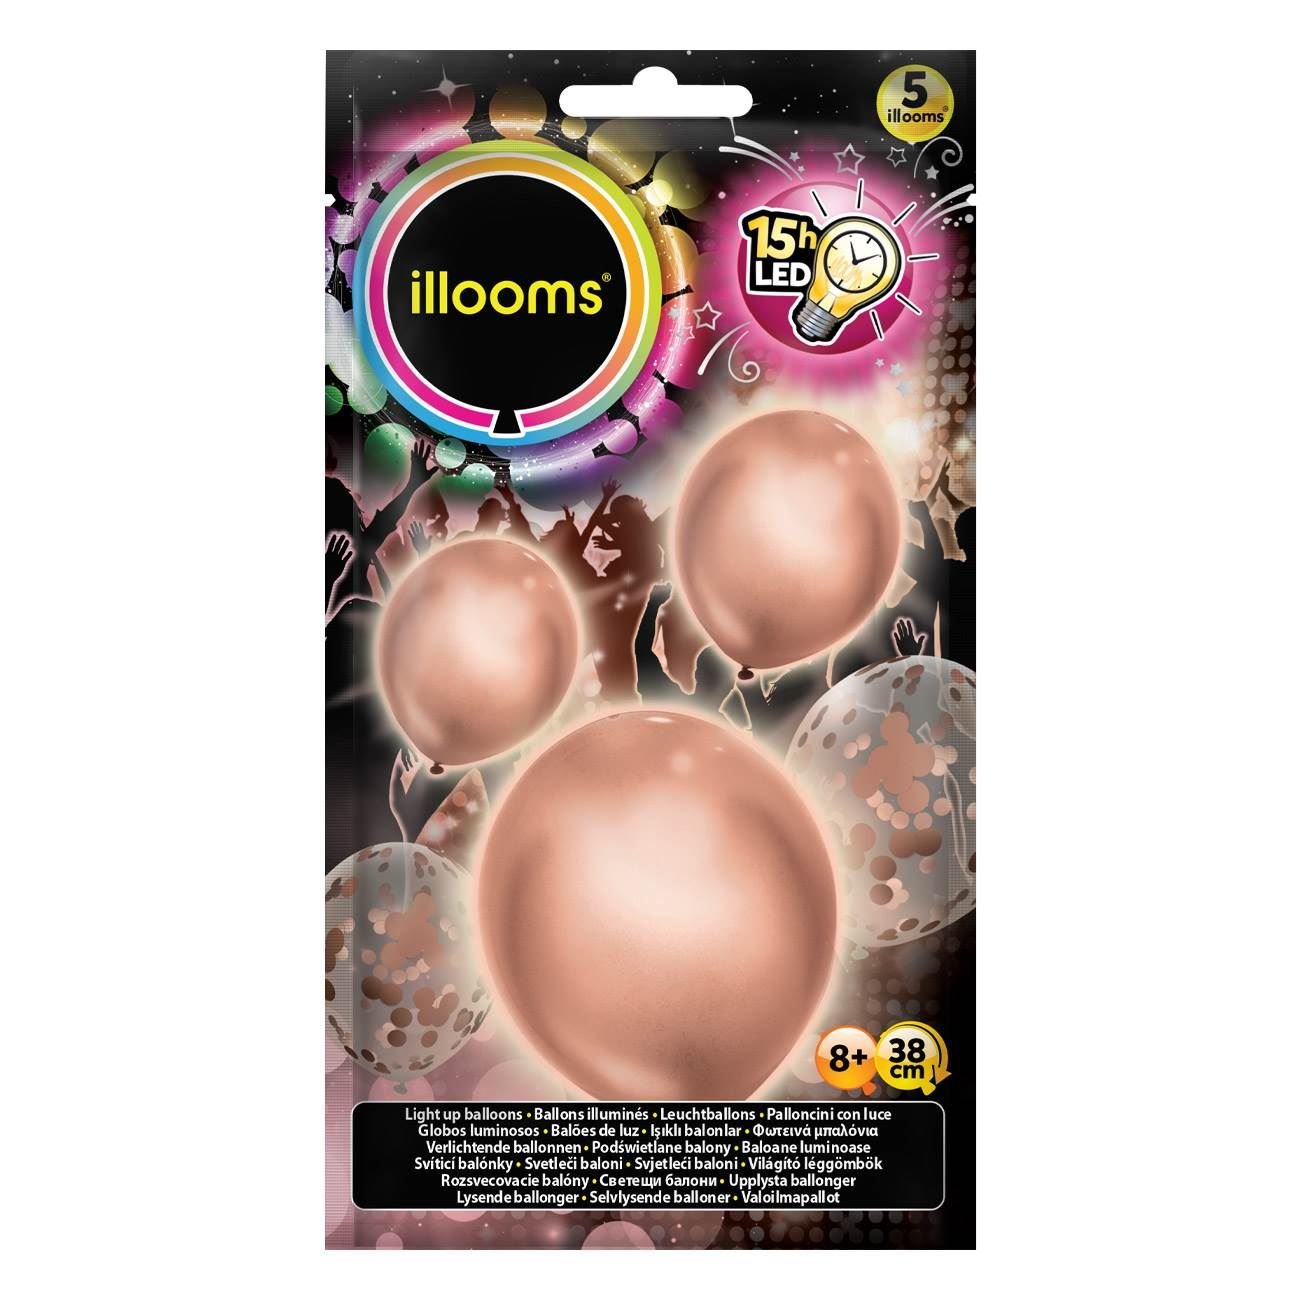 5
illooms®
15h
LED
illooms®
8+
38
cm
Light up balloons • Ballons illuminés • Leuchtballons • Palloncini con luce
Globos luminosos • Balões de luz • Işıklı balonlar • Φωτεινά μπαλόνια
Verlichtende ballonnen • Podświetlane balony • Baloane luminoase
Svítící balónky • Svetleči baloni • Svjetleći baloni • Világító léggömbök
Rozsvecovacie balóny • Светещи балони • Upplysta ballonger
Lysende ballonger • Selvlysende balloner • Valoilmapallot